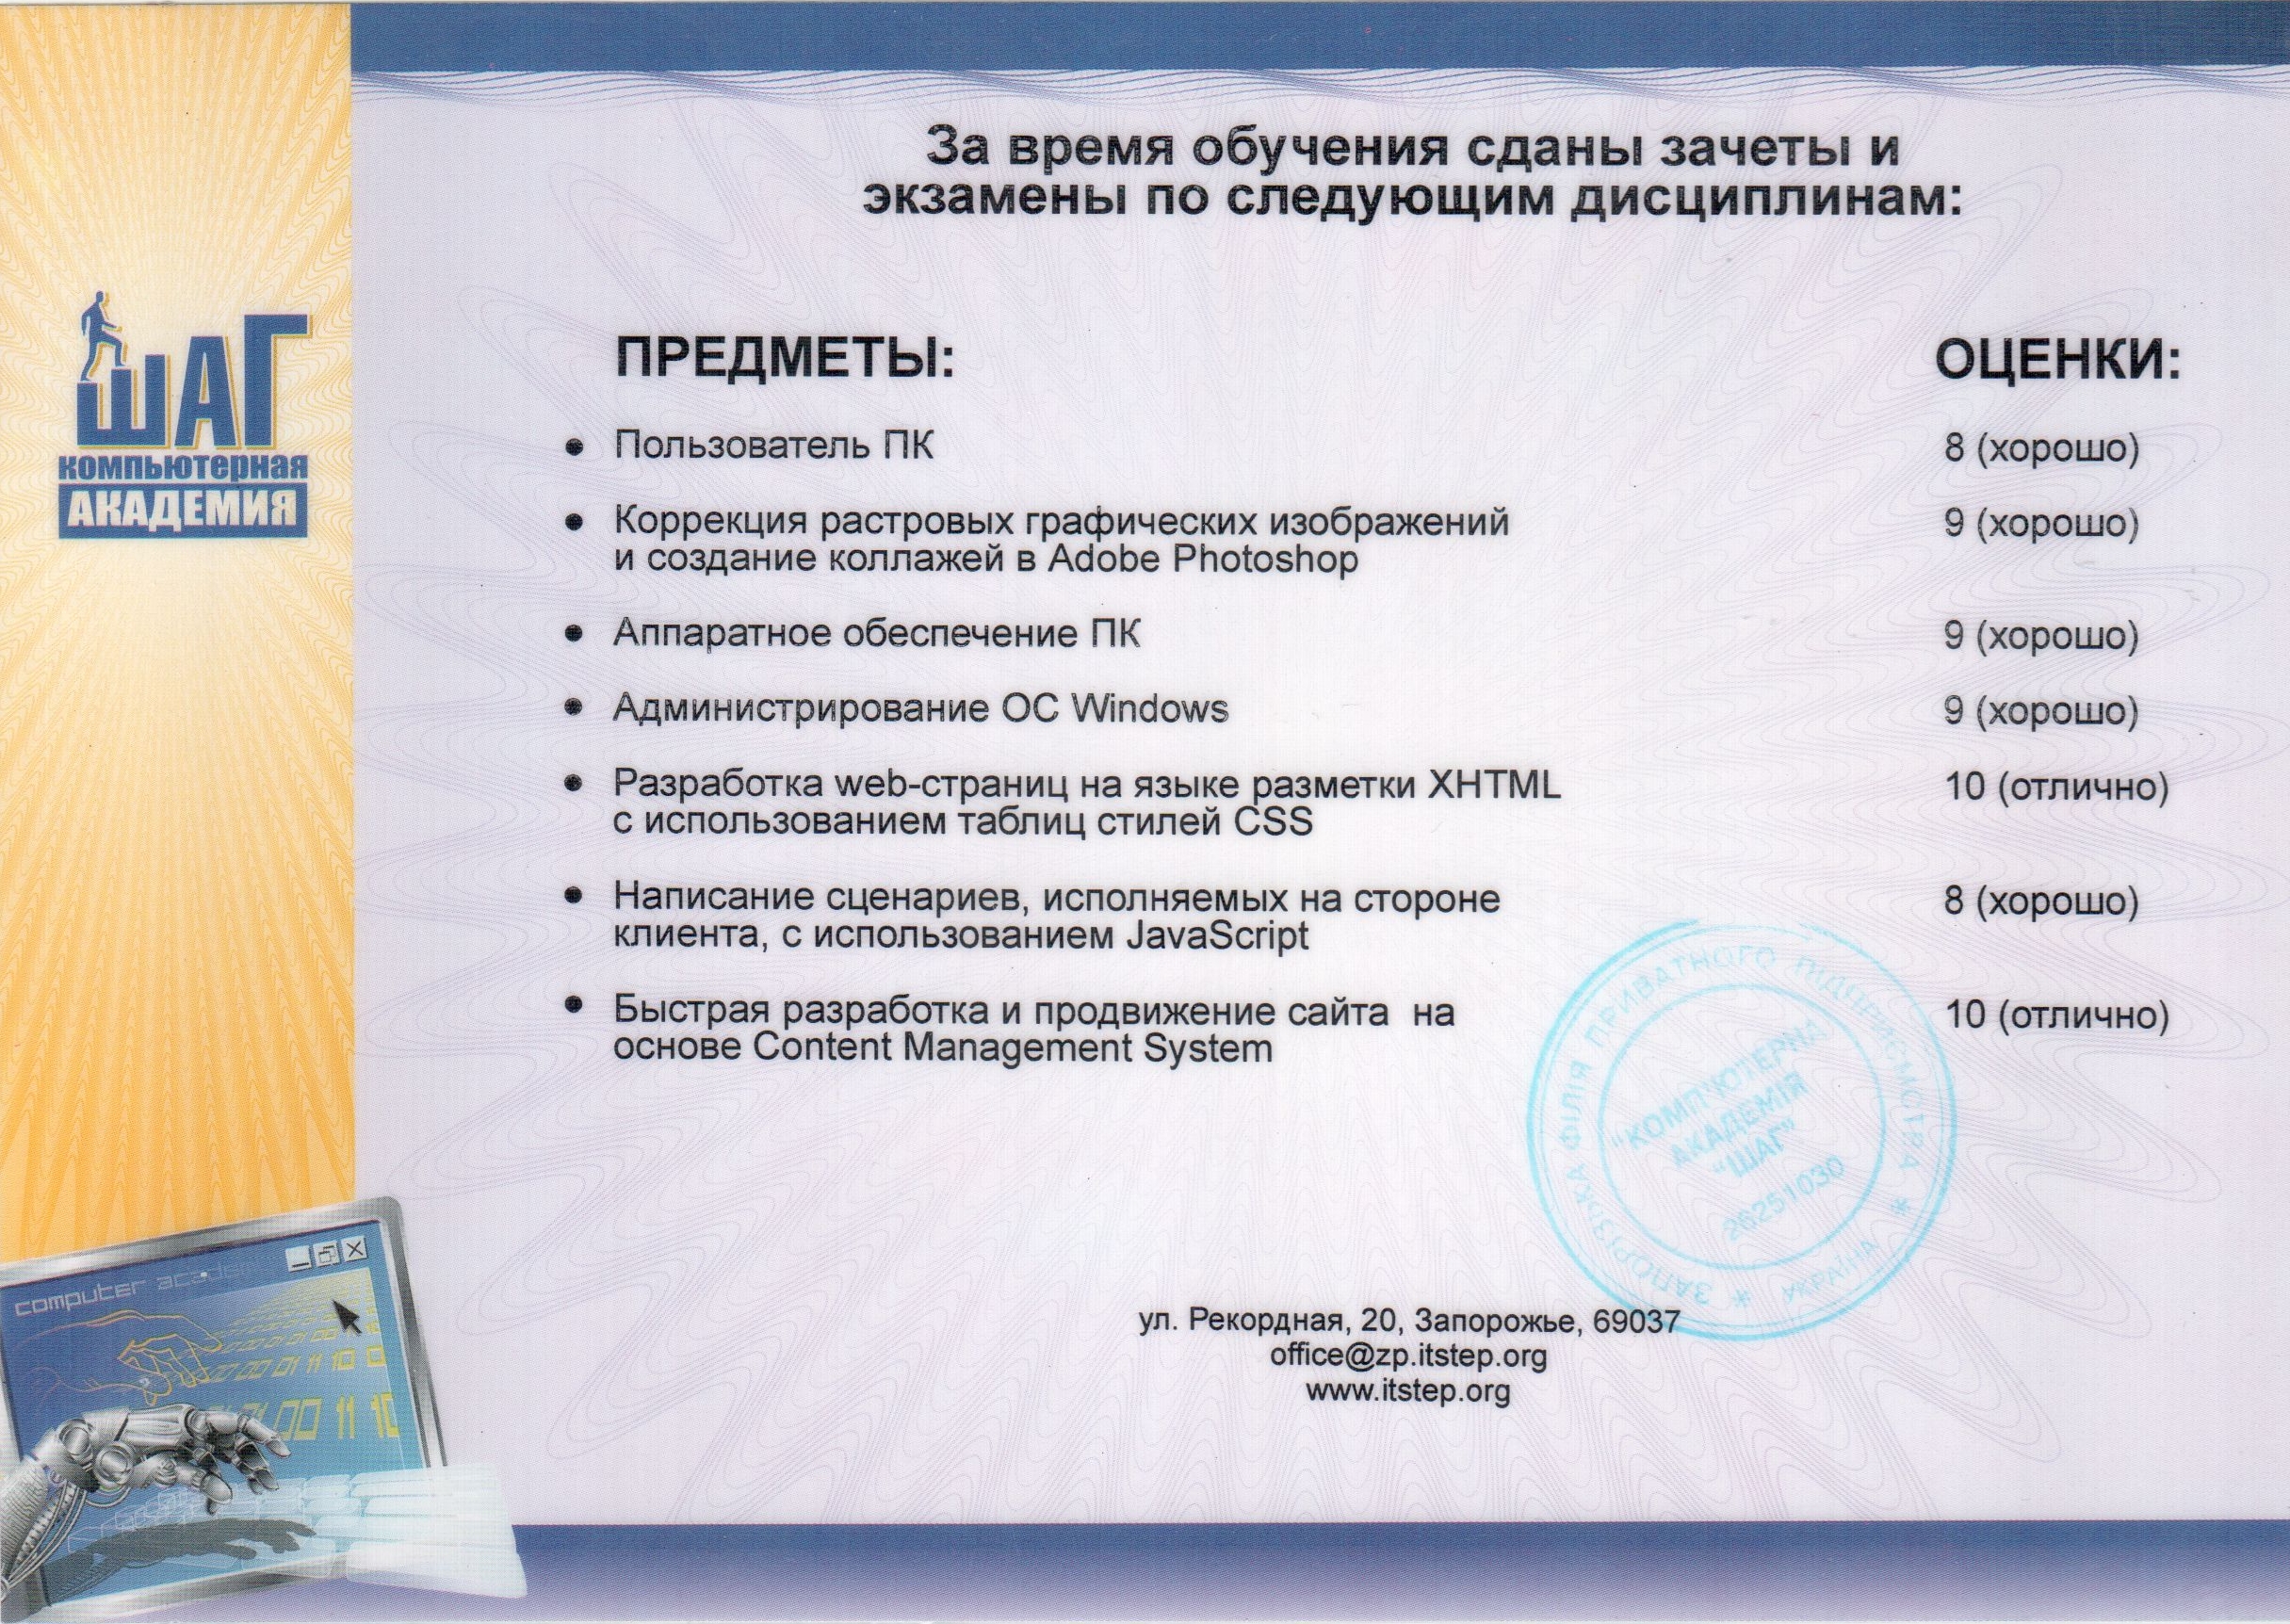 За время обучения сданы зачеты и
экзамены по следующим дисциплинам:
ШАГ
компьютерная
АКАДЕМИЯ
ПРЕДМЕТЫ: ОЦЕНКИ:
• Пользователь ПК 8 (хорошо)
• Коррекция растровых графических изображений 9 (хорошо)
и создание коллажей в Adobe Photoshop
• Аппаратное обеспечение ПК 9 (хорошо)
• Администрирование ОС Windows 9 (хорошо)
• Разработка web-страниц на языке разметки XHTML 10 (отлично)
с использованием таблиц стилей CSS
• Написание сценариев, исполняемых на стороне 8 (хорошо)
клиента, с использованием JavaScript
• Быстрая разработка и продвижение сайта на 10 (отлично)
основе Content Management System
ЗАПОРІЗЬКА ФІЛІЯ ПРИВАТНОГО ПІДПРИЄМСТВА * УКРАЇНА *
"КОМП'ЮТЕРНА
АКАДЕМІЯ
"ШАГ"
26251030
computer academ
ул. Рекордная, 20, Запорожье, 69037
office@zp.itstep.org
www.itstep.org